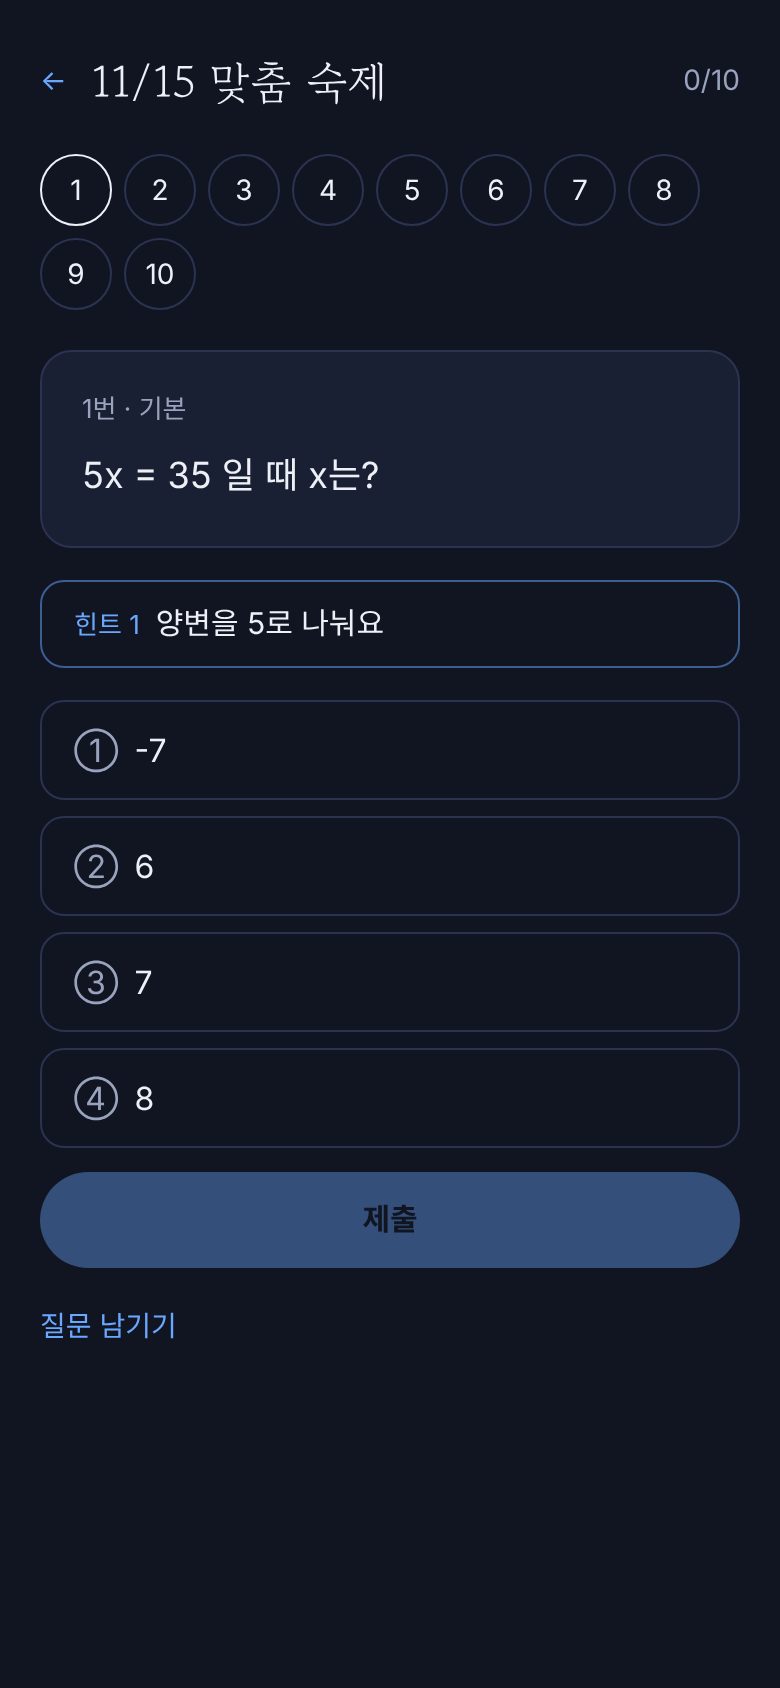 ← 11/15 맞춤 숙제 0/10
1 2 3 4 5 6 7 8
9 10
1번 · 기본
5x = 35 일 때 x는?
힌트 1 양변을 5로 나눠요
① -7
② 6
③ 7
④ 8
제출
질문 남기기